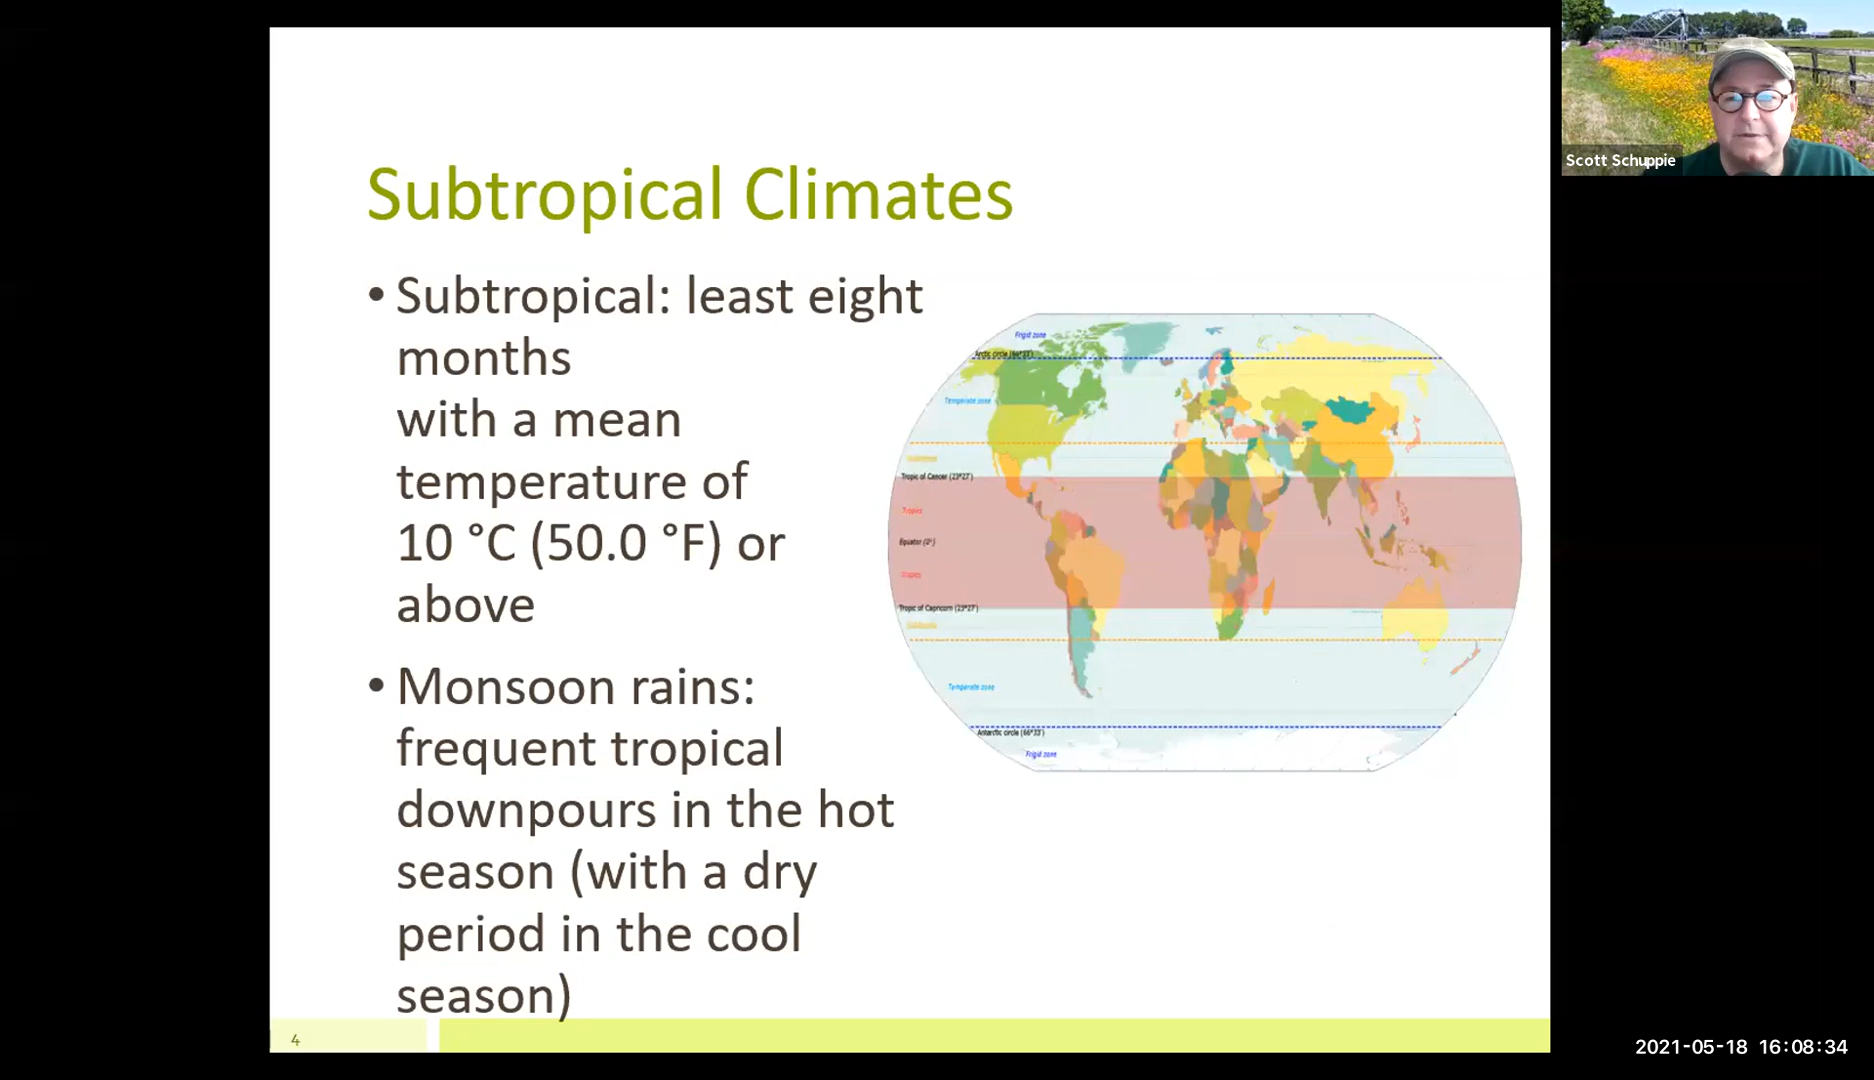 Scott Schuppie
Subtropical Climates
• Subtropical: least eight
months
with a mean
temperature of
10 °C (50.0 °F) or
above
• Monsoon rains:
frequent tropical
downpours in the hot
season (with a dry
period in the cool
season)
Frigid zone
Arctic circle (66°33')
Temperate zone
Tropic of Cancer (23°27')
Tropics
Equator (0°)
Tropic of Capricorn (23°27')
Temperate zone
Antarctic circle (66°33')
Frigid zone
4
2021-05-18 16:08:34